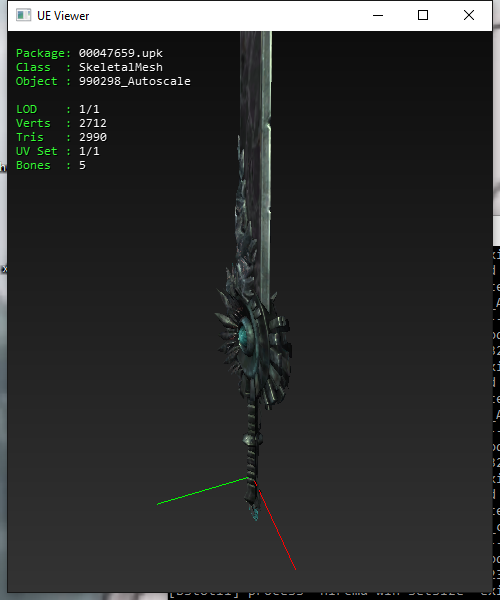 UE Viewer
Package: 00047659.upk
Class : SkeletalMesh
Object : 990298_Autoscale
LOD : 1/1
Verts : 2712
Tris : 2990
UV Set : 1/1
Bones : 5